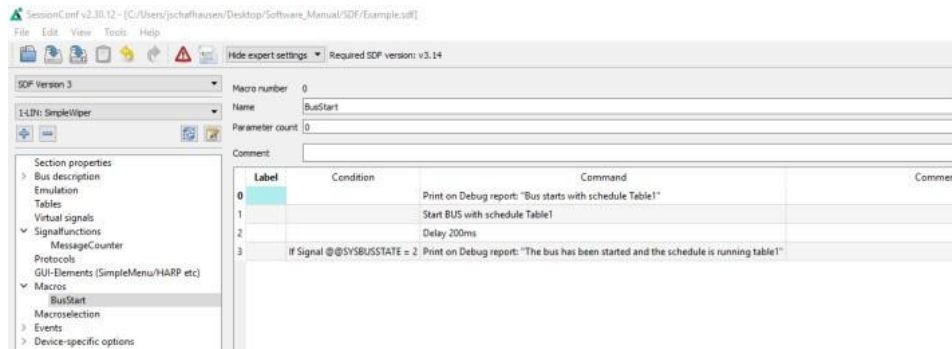 SessionConf v2.30.12 - [C:/Users/jschafhausen/Desktop/Software_Manual/SDF/Example.sdf]
File Edit View Tools Help
Hide expert settings Required SDF version: v3.14
SDF Version 3
Macro number 0
1-LIN: SimpleWiper
Name BusStart
Parameter count 0
Comment
Section properties
Bus description
Emulation
Tables
Virtual signals
Signalfunctions
MessageCounter
Protocols
GUI-Elements (SimpleMenu/HARP etc)
Macros
BusStart
Macroselection
Events
Device-specific options
Label Condition Command Commen
0 Print on Debug report: "Bus starts with schedule Table1"
1 Start BUS with schedule Table1
2 Delay 200ms
3 If Signal @@SYSBUSSTATE = 2 Print on Debug report: "The bus has been started and the schedule is running table1"